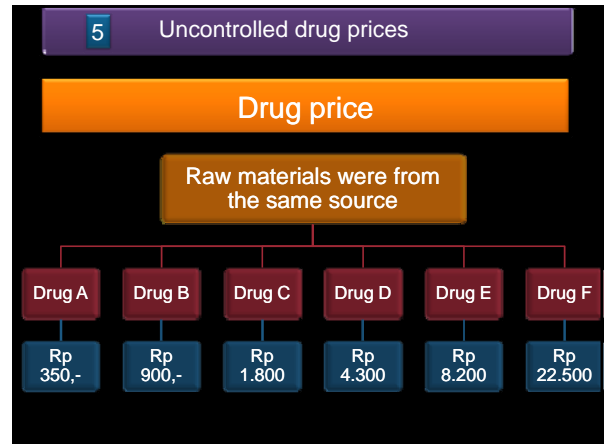 5 Uncontrolled drug prices
Drug price
Raw materials were from
the same source
Drug A
Drug B
Drug C
Drug D
Drug E
Drug F
Rp
350,-
Rp
900,-
Rp
1.800
Rp
4.300
Rp
8.200
Rp
22.500